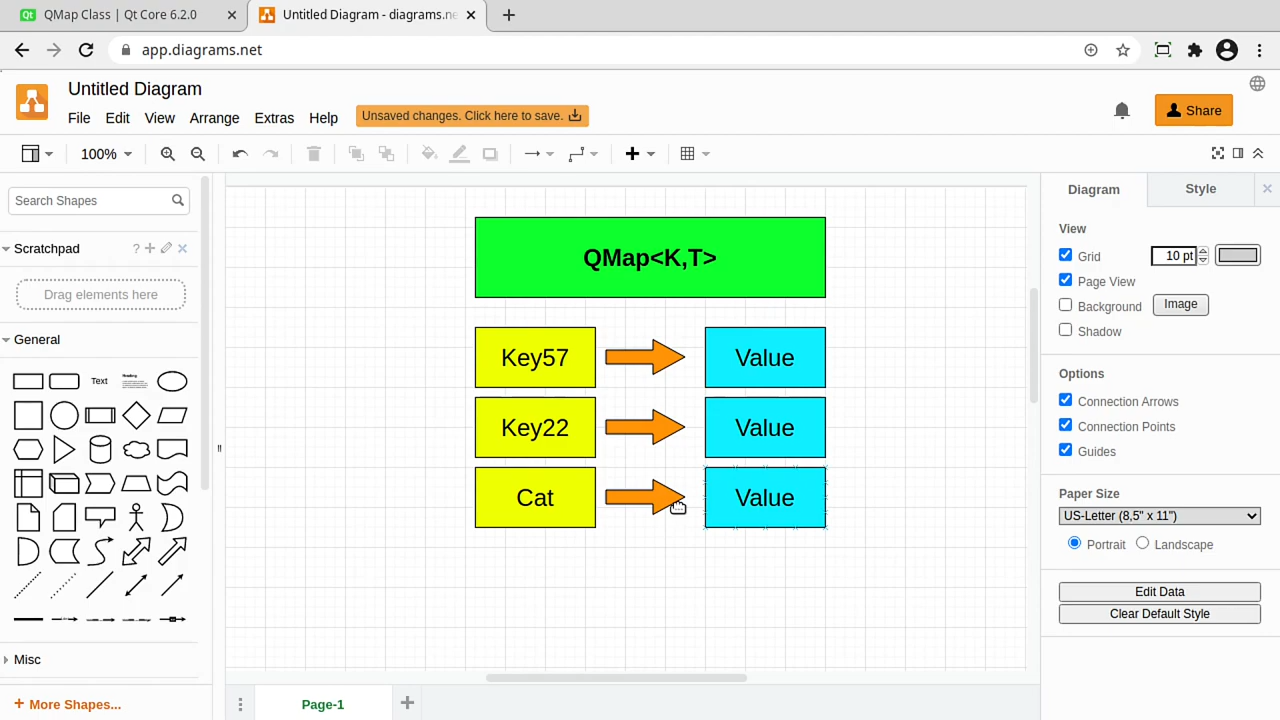 QMap Class | Qt Core 6.2.0
Untitled Diagram - diagrams.ne
app.diagrams.net
Untitled Diagram
File Edit View Arrange Extras Help
Unsaved changes. Click here to save.
Share
100%
Search Shapes
Scratchpad
?
Drag elements here
General
Text
Heading
Misc
+ More Shapes...
QMap<K,T>
Key57 Value
Key22 Value
Cat Value
Page-1
Diagram Style
View
Grid 10 pt
Page View
Background Image
Shadow
Options
Connection Arrows
Connection Points
Guides
Paper Size
US-Letter (8,5" x 11")
Portrait Landscape
Edit Data
Clear Default Style